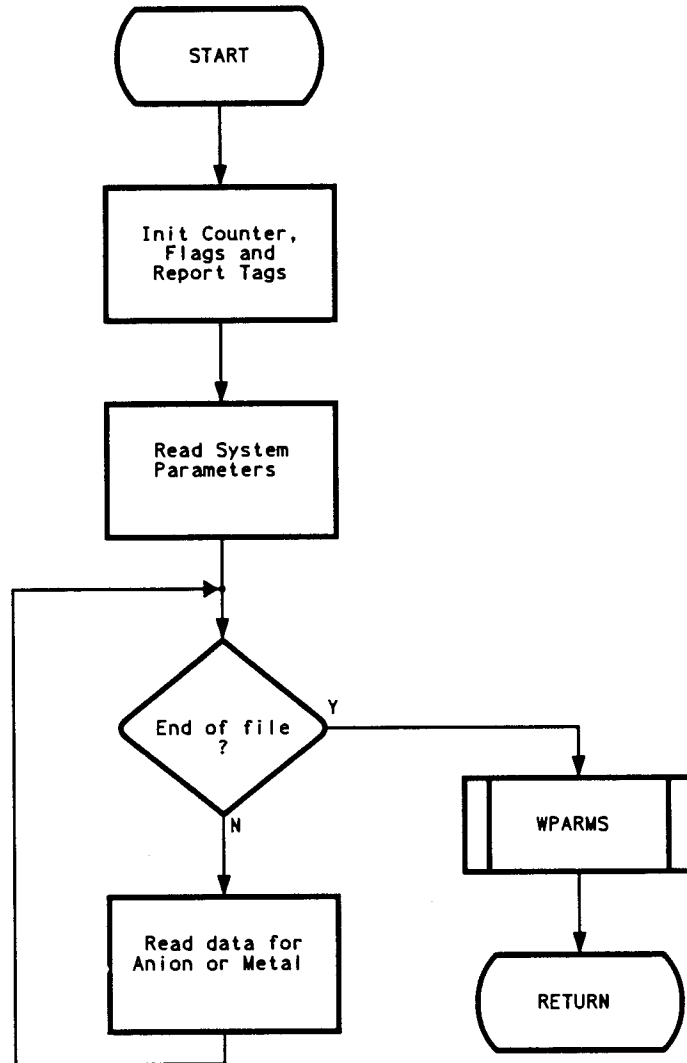 START
Init Counter,
Flags and
Report Tags
Read System
Parameters
End of file
?
Y
N
WPARMS
Read data for
Anion or Metal
RETURN